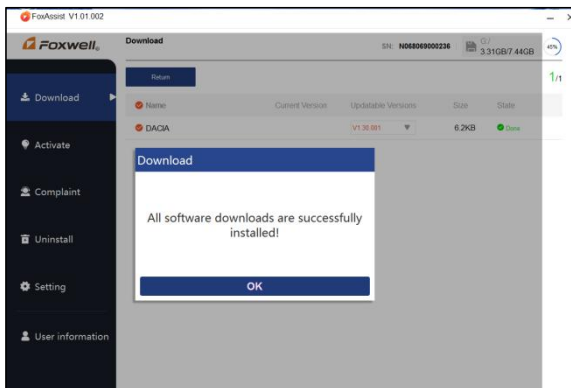 FoxAssist V1.01.002
FOXWELL®
Download
SN: N068069000236
G:/
3.31GB/7.44GB
45%
Return
1/1
Download
Name Current Version Updatable Versions Size State
DACIA V1.30.001 6.2KB Done
Activate
Download
Complaint
All software downloads are successfully
installed!
Uninstall
Setting
OK
User information